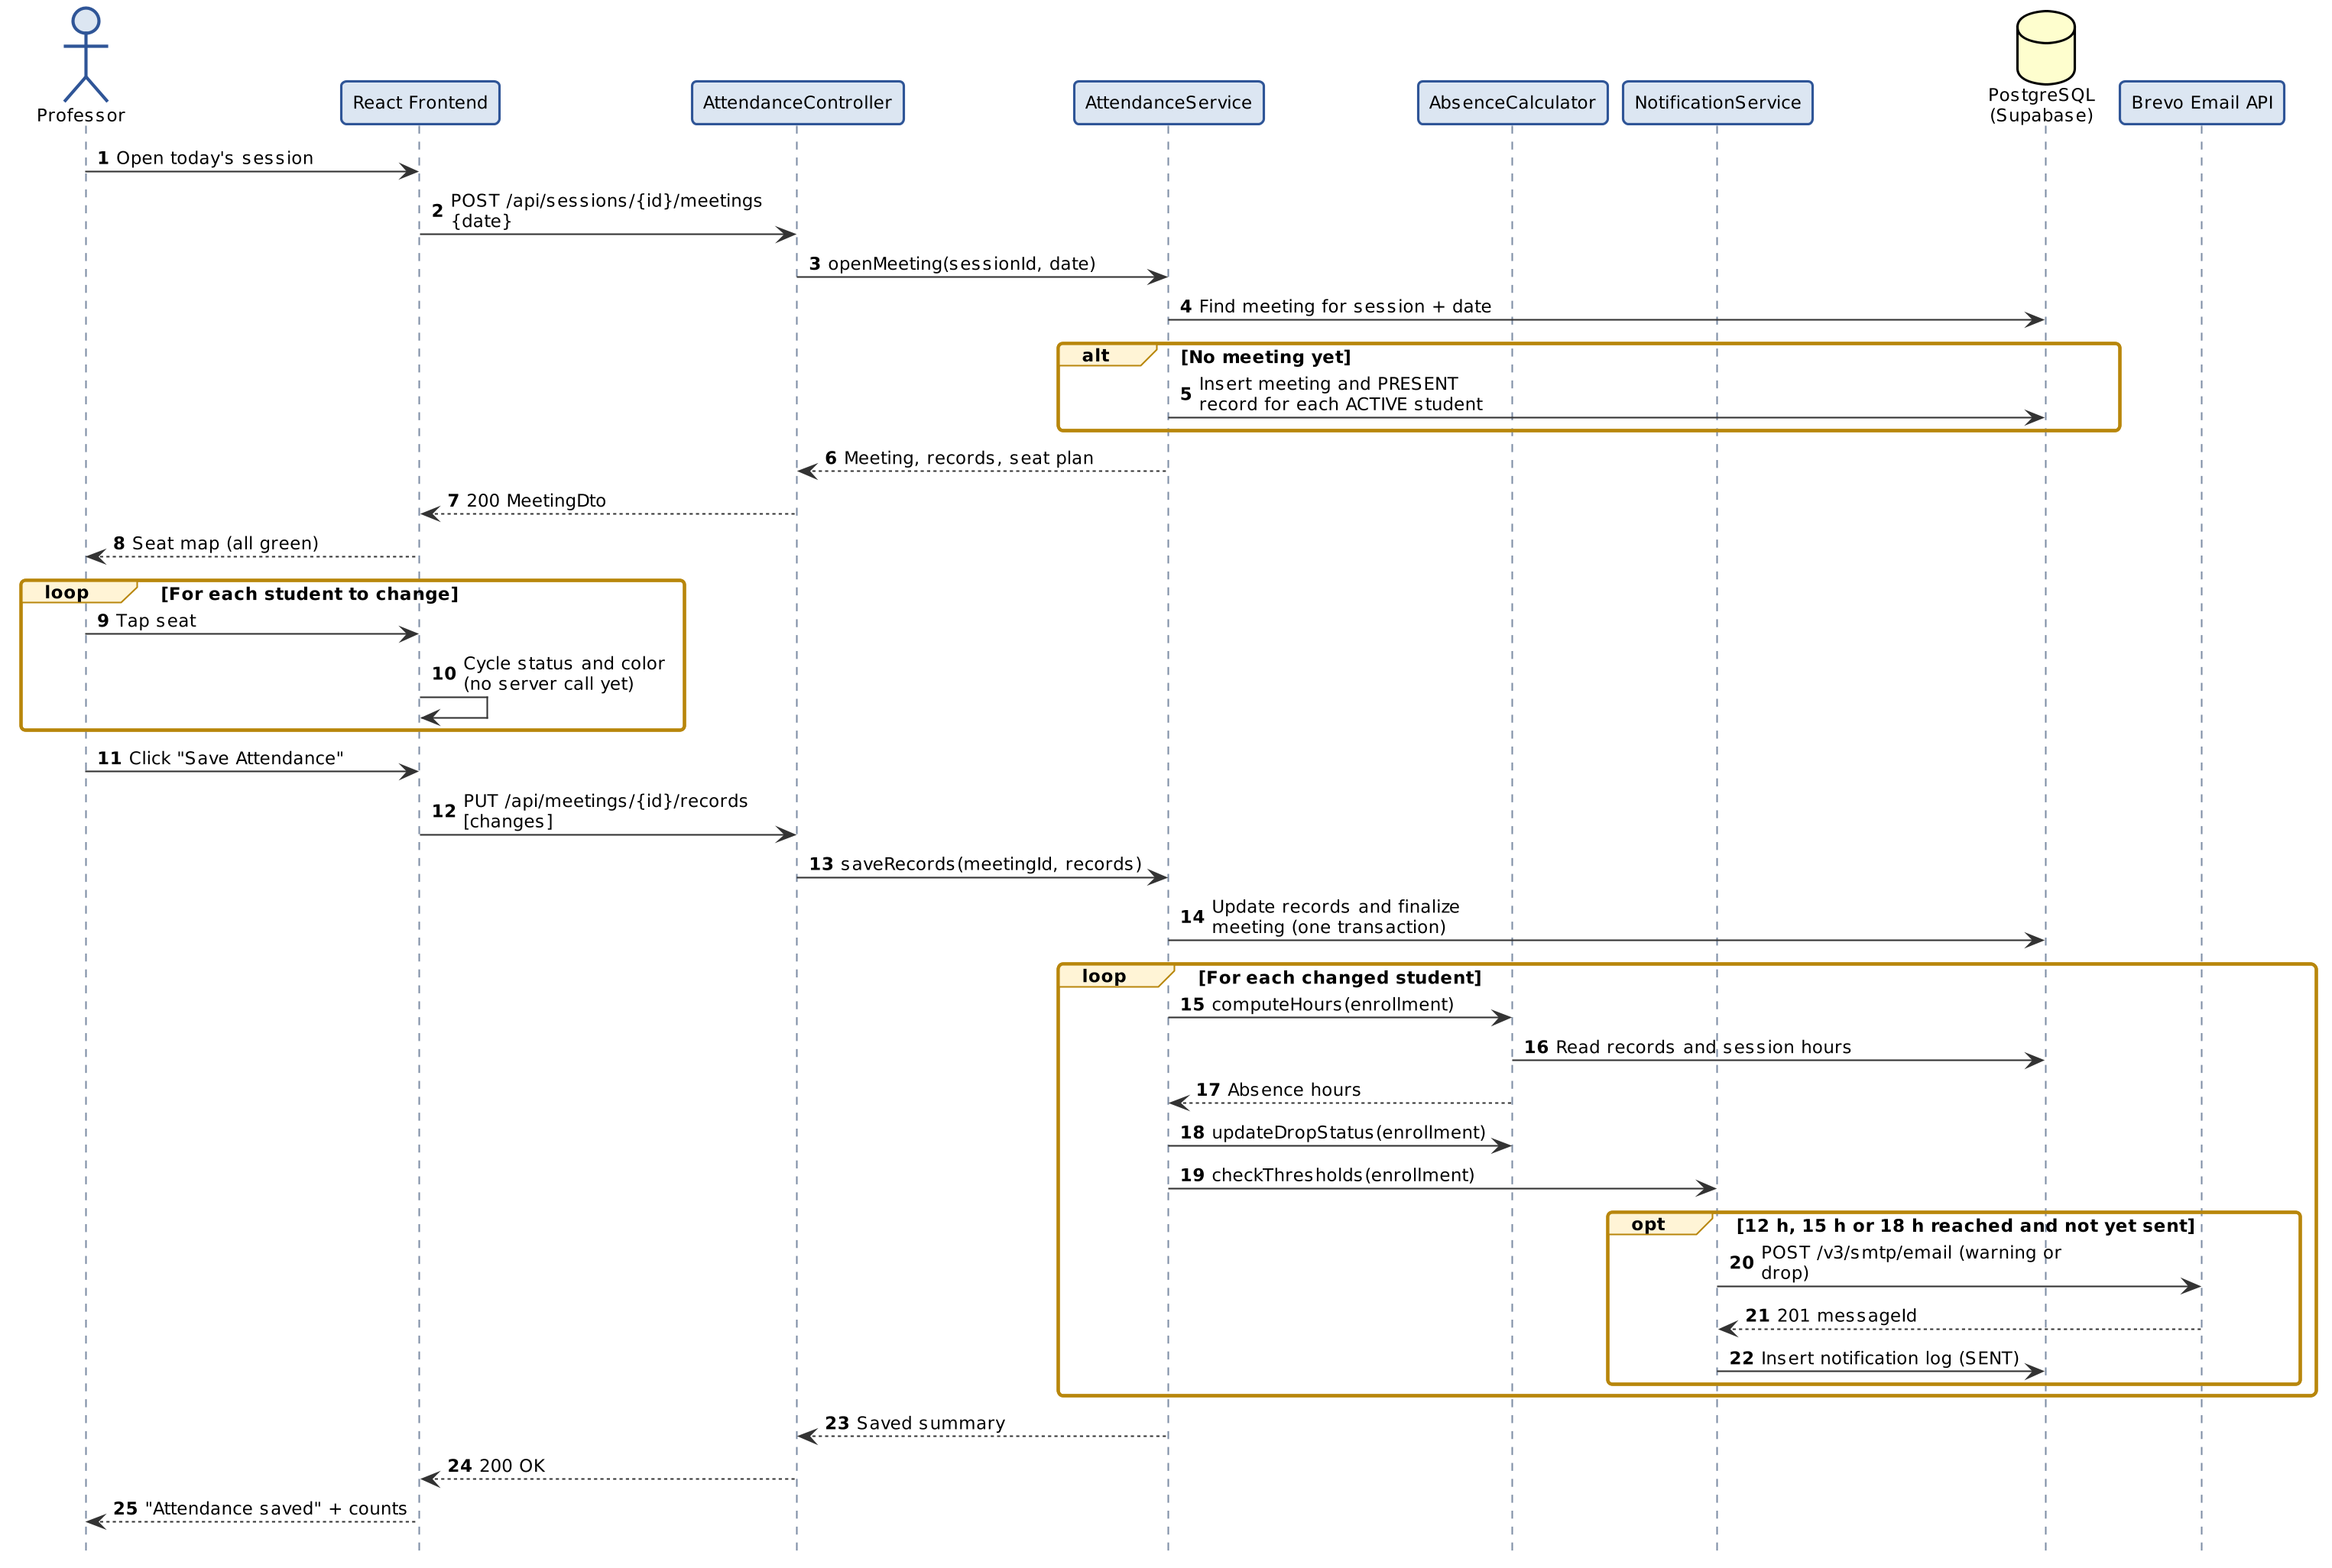 Professor
React Frontend
AttendanceController
AttendanceService
AbsenceCalculator
NotificationService
PostgreSQL
(Supabase)
Brevo Email API
1 Open today's session
2 POST /api/sessions/{id}/meetings
{date}
3 openMeeting(sessionId, date)
4 Find meeting for session + date
alt [No meeting yet]
5 Insert meeting and PRESENT
record for each ACTIVE student
6 Meeting, records, seat plan
7 200 MeetingDto
8 Seat map (all green)
loop [For each student to change]
9 Tap seat
10 Cycle status and color
(no server call yet)
11 Click "Save Attendance"
12 PUT /api/meetings/{id}/records
[changes]
13 saveRecords(meetingId, records)
14 Update records and finalize
meeting (one transaction)
loop [For each changed student]
15 computeHours(enrollment)
16 Read records and session hours
17 Absence hours
18 updateDropStatus(enrollment)
19 checkThresholds(enrollment)
opt [12 h, 15 h or 18 h reached and not yet sent]
20 POST /v3/smtp/email (warning or
drop)
21 201 messageId
22 Insert notification log (SENT)
23 Saved summary
24 200 OK
25 "Attendance saved" + counts